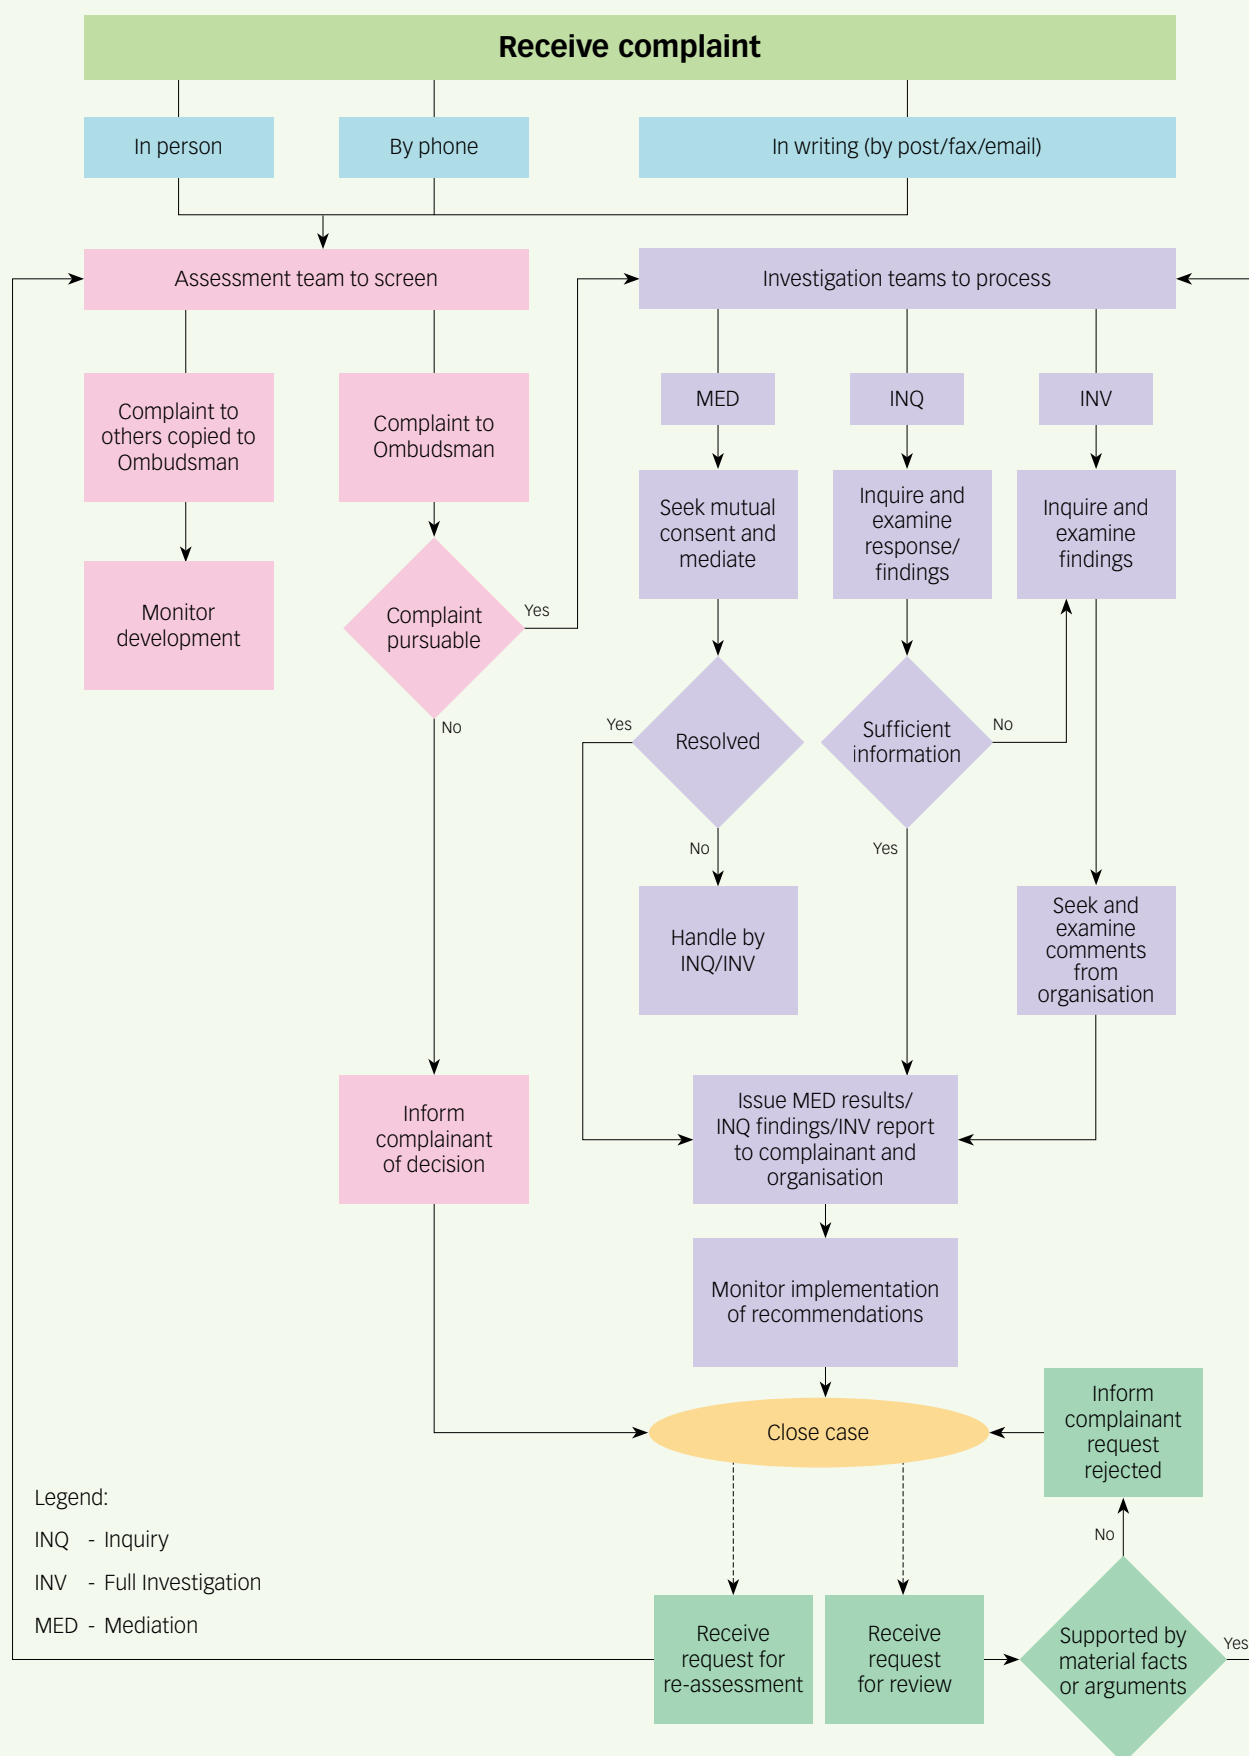 Receive complaint
In person
By phone
In writing (by post/fax/email)
Assessment team to screen
Investigation teams to process
Complaint to
others copied to
Ombudsman
Complaint to
Ombudsman
MED
INQ
INV
Monitor
development
Complaint
pursuable
Yes
No
Seek mutual
consent and
mediate
Inquire and
examine
response/
findings
Inquire and
examine
findings
Resolved
Yes
No
Sufficient
information
No
Yes
Handle by
INQ/INV
Seek and
examine
comments
from
organisation
Inform
complainant
of decision
Issue MED results/
INQ findings/INV report
to complainant and
organisation
Monitor implementation
of recommendations
Close case
Inform
complainant
request
rejected
No
Receive
request for
re-assessment
Receive
request
for review
Supported by
material facts
or arguments
Yes
Legend:
INQ - Inquiry
INV - Full Investigation
MED - Mediation